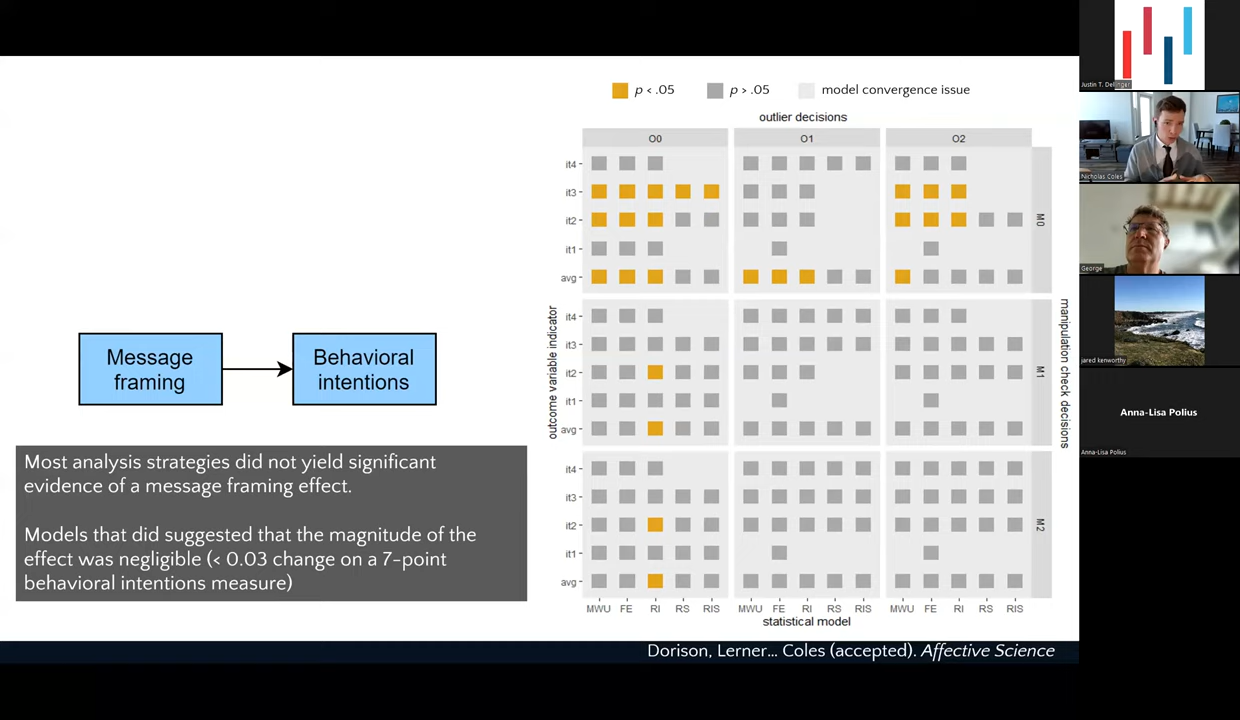 p < .05
p > .05
model convergence issue
outlier decisions
O0
O1
O2
it4
it3
it2
it1
avg
M0
it4
it3
it2
it1
avg
M1
it4
it3
it2
it1
avg
M2
outcome variable indicator
manipulation check decisions
MWU FE RI RS RIS
MWU FE RI RS RIS
MWU FE RI RS RIS
statistical model
Message
framing
Behavioral
intentions
Most analysis strategies did not yield significant
evidence of a message framing effect.
Models that did suggested that the magnitude of the
effect was negligible (< 0.03 change on a 7-point
behavioral intentions measure)
Dorison, Lerner... Coles (accepted). Affective Science
Justin T. Dellinger
Nicholas Coles
George
jared kenworthy
Anna-Lisa Polius
Anna-Lisa Polius